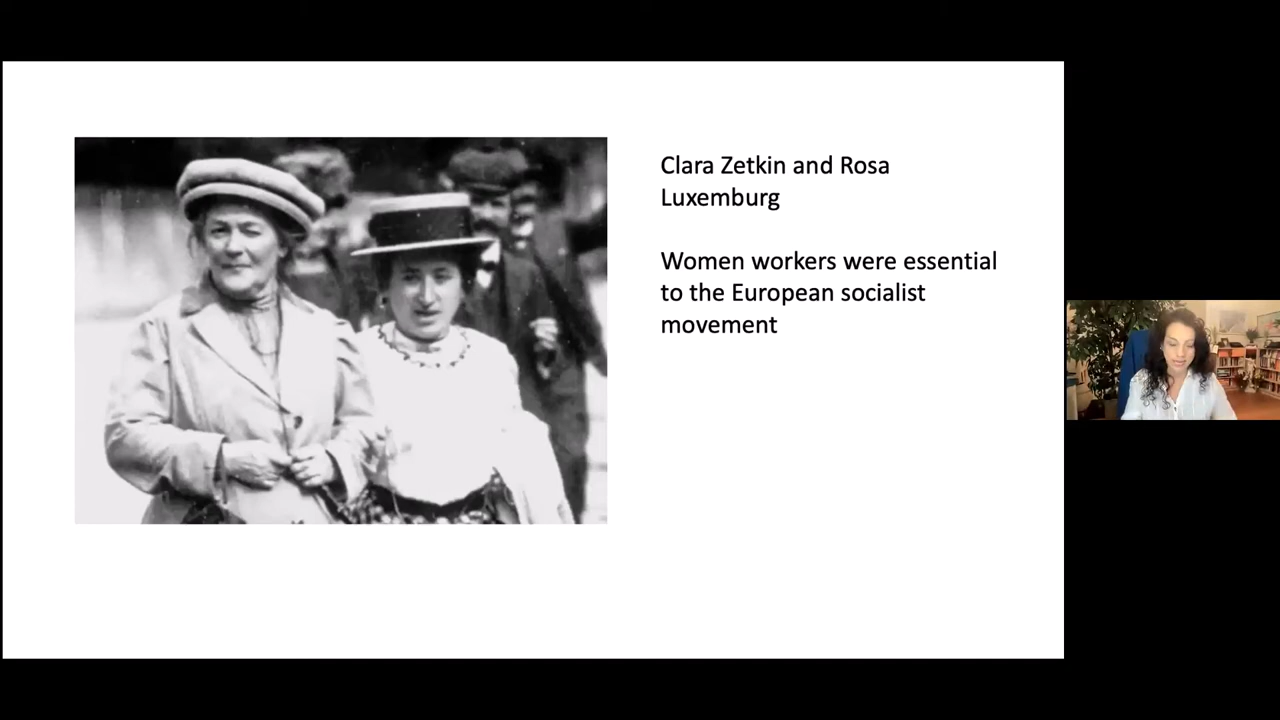 Clara Zetkin and Rosa
Luxemburg
Women workers were essential
to the European socialist
movement